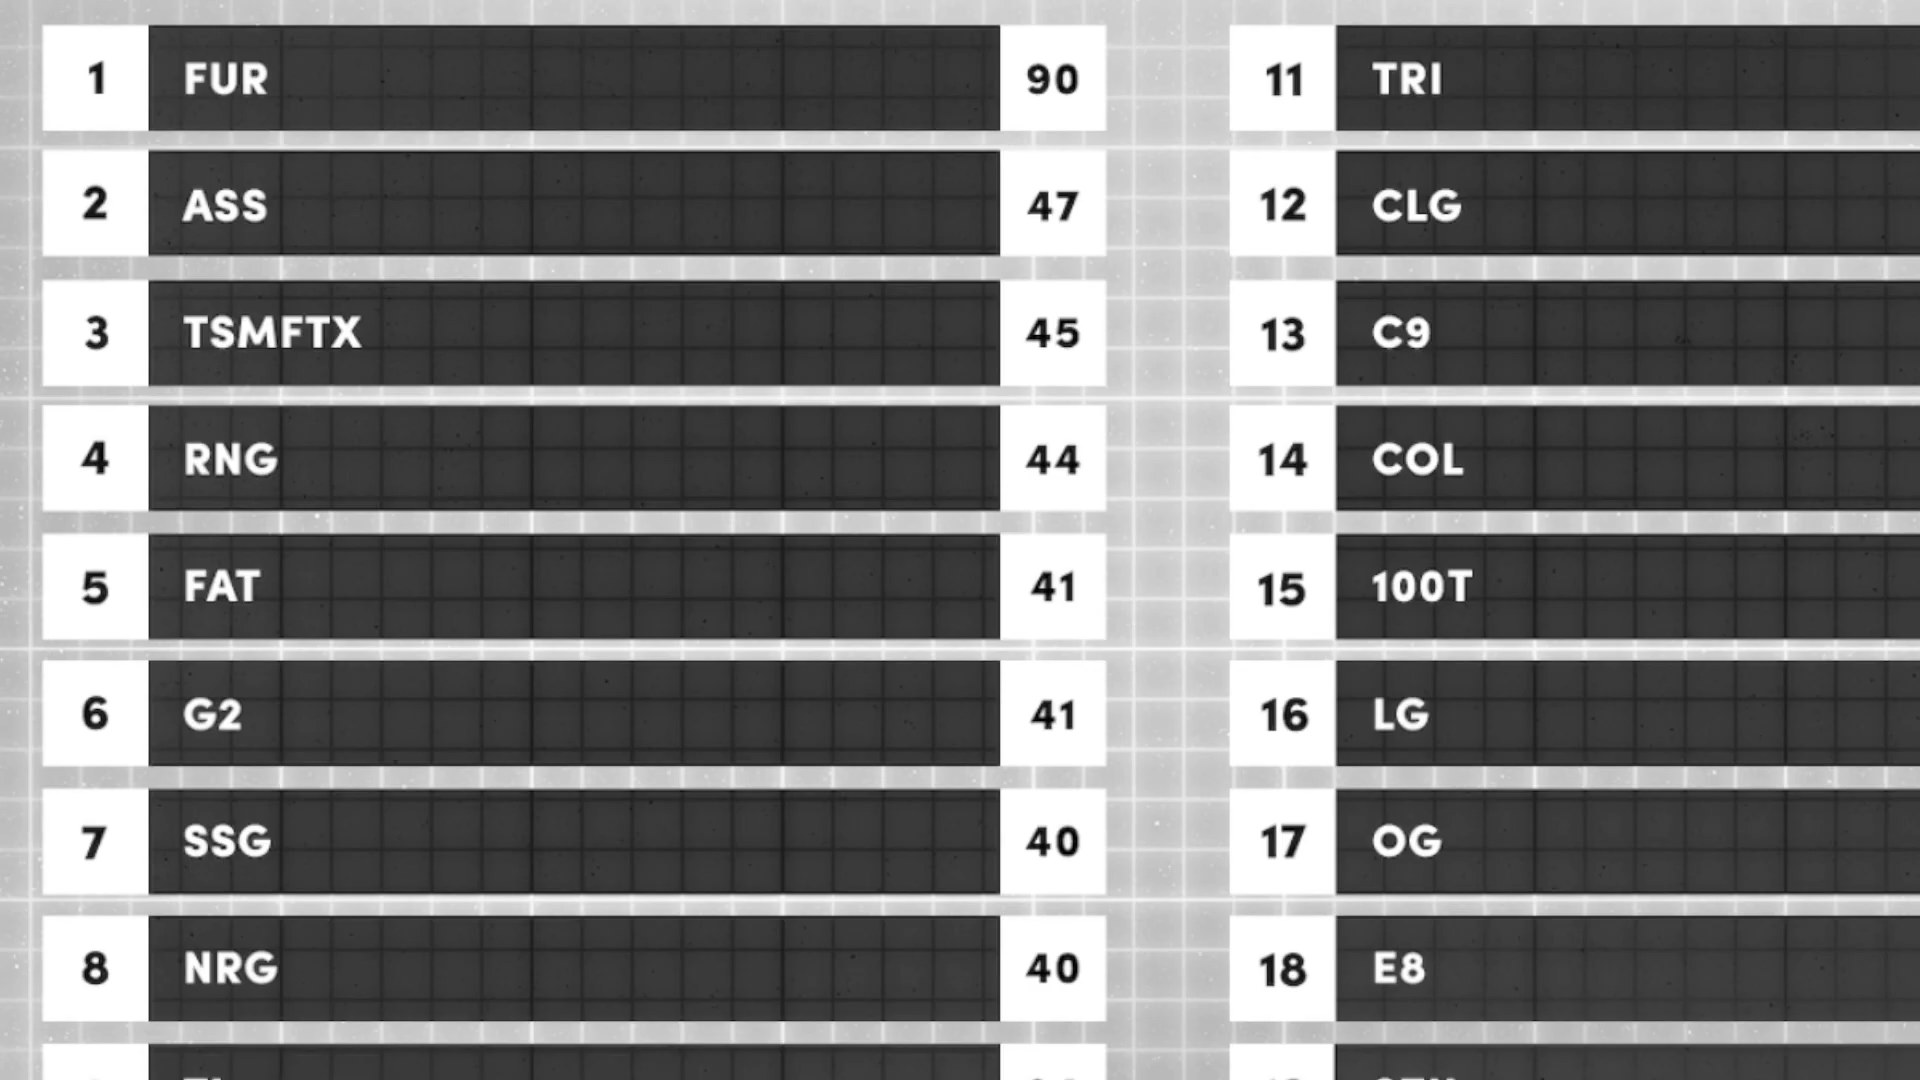 1 FUR 90
2 ASS 47
3 TSMFTX 45
4 RNG 44
5 FAT 41
6 G2 41
7 SSG 40
8 NRG 40
11 TRI
12 CLG
13 C9
14 COL
15 100T
16 LG
17 OG
18 E8